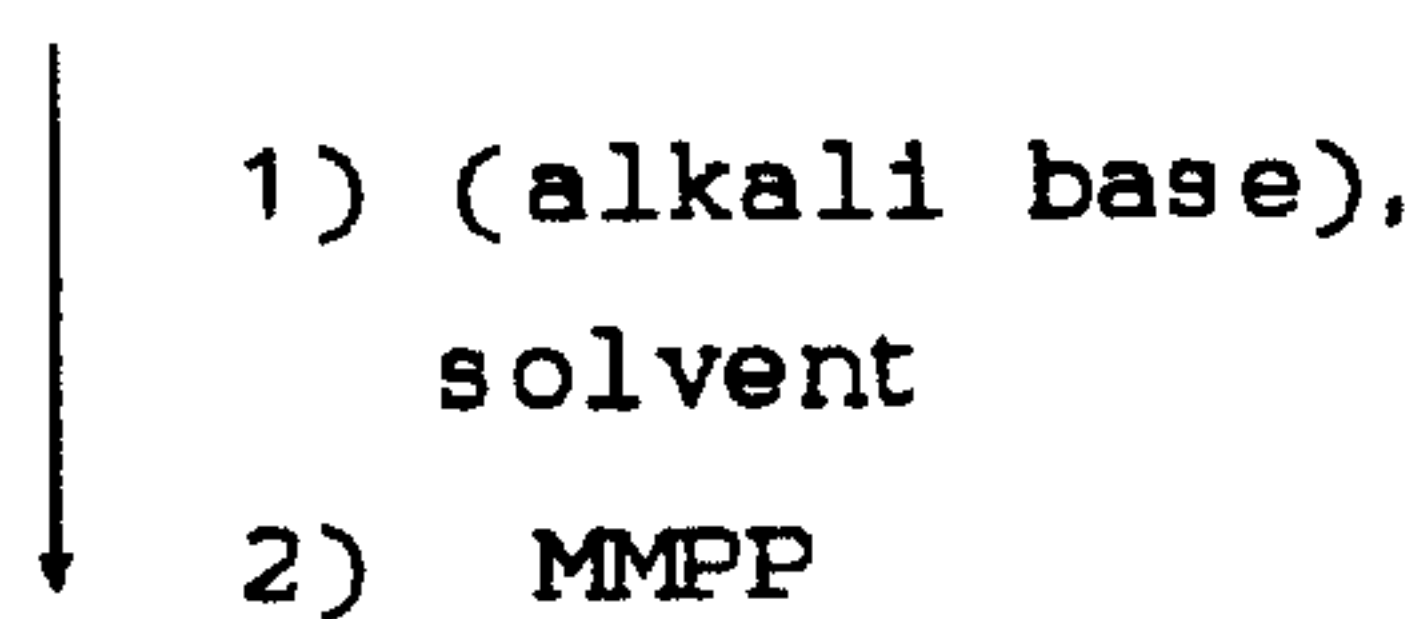 1) (alkali base),
solvent
2) MMPP